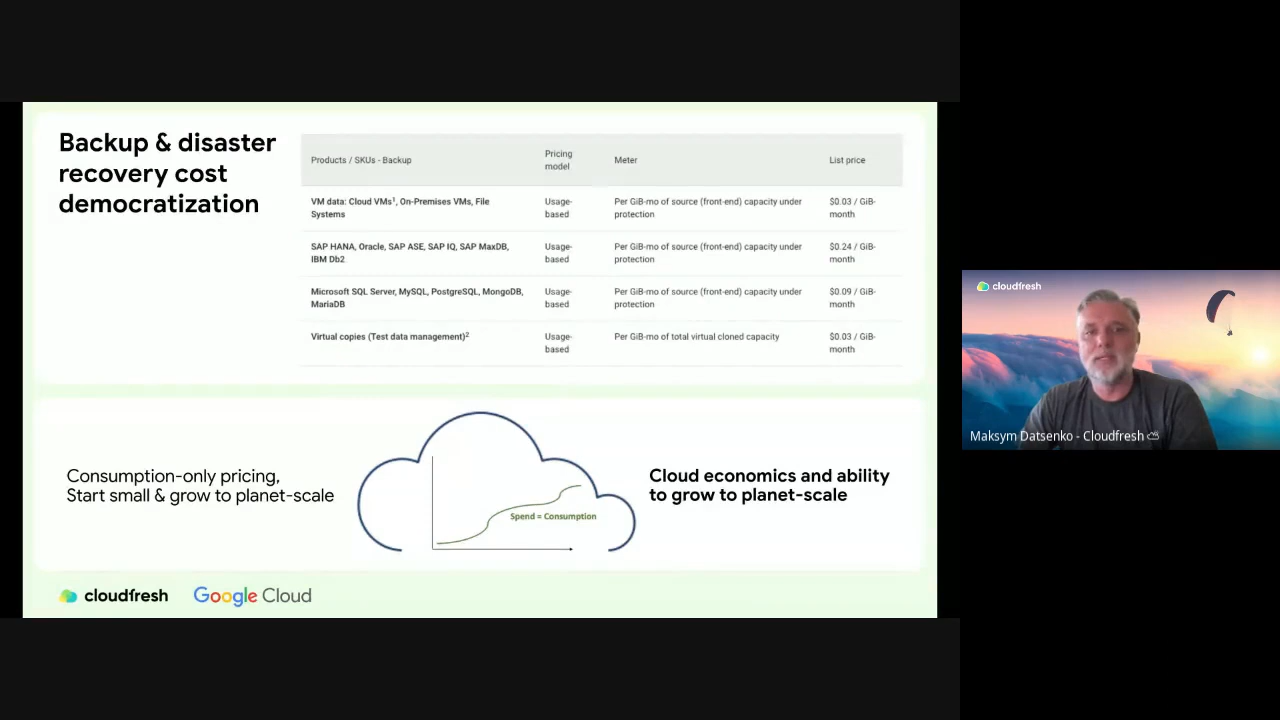 Backup & disaster
recovery cost
democratization
Products / SKUs - Backup
Pricing
model
Meter
List price
VM data: Cloud VMs¹, On-Premises VMs, File
Systems
Usage-
based
Per GiB-mo of source (front-end) capacity under
protection
$0.03 / GiB-
month
SAP HANA, Oracle, SAP ASE, SAP IQ, SAP MaxDB,
IBM Db2
Usage-
based
Per GiB-mo of source (front-end) capacity under
protection
$0.24 / GiB-
month
Microsoft SQL Server, MySQL, PostgreSQL, MongoDB,
MariaDB
Usage-
based
Per GiB-mo of source (front-end) capacity under
protection
$0.09 / GiB-
month
Virtual copies (Test data management)²
Usage-
based
Per GiB-mo of total virtual cloned capacity
$0.03 / GiB-
month
Consumption-only pricing,
Start small & grow to planet-scale
Spend = Consumption
Cloud economics and ability
to grow to planet-scale
cloudfresh
Google Cloud
cloudfresh
Maksym Datsenko - Cloudfresh ⛅